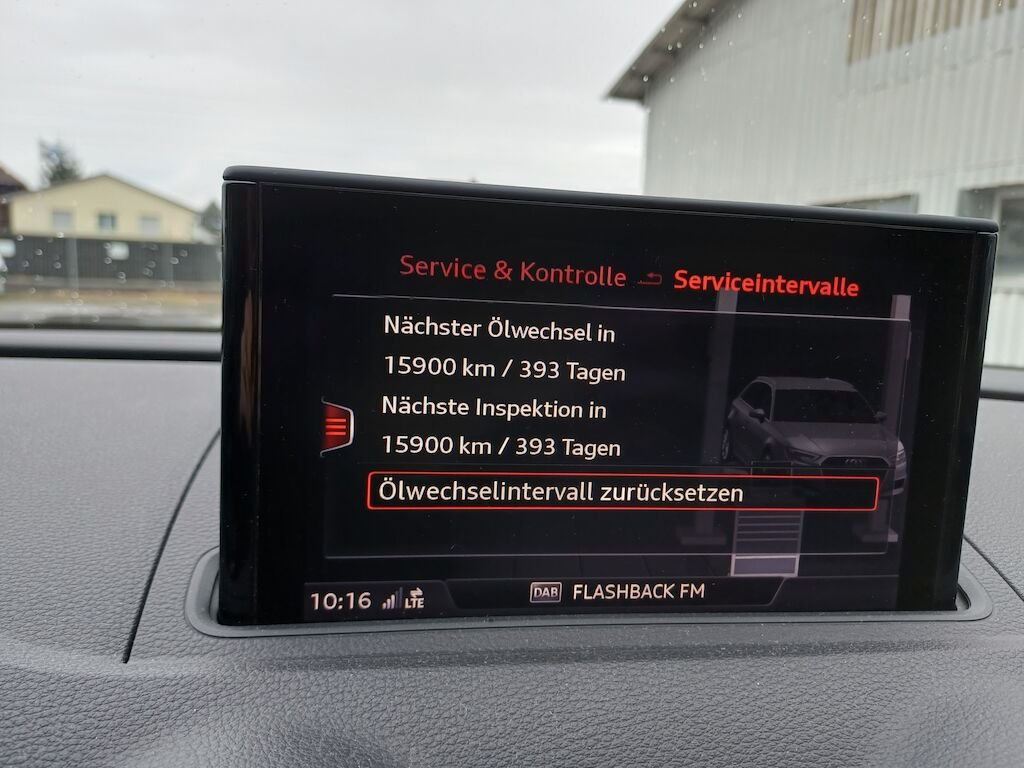 Service & Kontrolle Serviceintervalle
Nächster Ölwechsel in
15900 km / 393 Tagen
Nächste Inspektion in
15900 km / 393 Tagen
Ölwechselintervall zurücksetzen
10:16 LTE DAB FLASHBACK FM